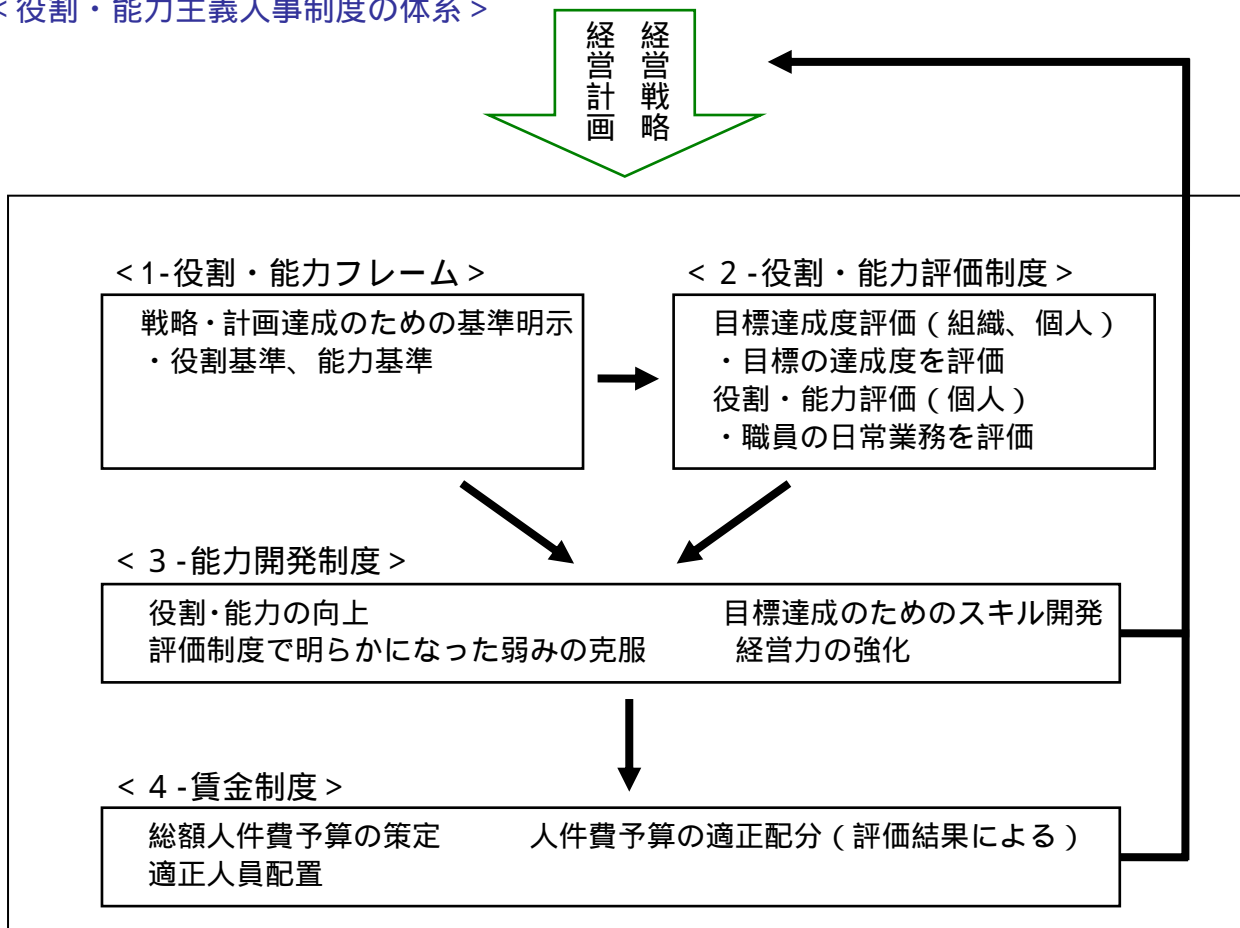 <役割・能力主義人事制度の体系>
経営戦略
経営計画
<1-役割・能力フレーム>
戦略・計画達成のための基準明示
・役割基準、能力基準
<２-役割・能力評価制度>
目標達成度評価（組織、個人）
・目標の達成度を評価
役割・能力評価（個人）
・職員の日常業務を評価
<３-能力開発制度>
役割・能力の向上　目標達成のためのスキル開発
評価制度で明らかになった弱みの克服　経営力の強化
<４-賃金制度>
総額人件費予算の策定　人件費予算の適正配分（評価結果による）
適正人員配置